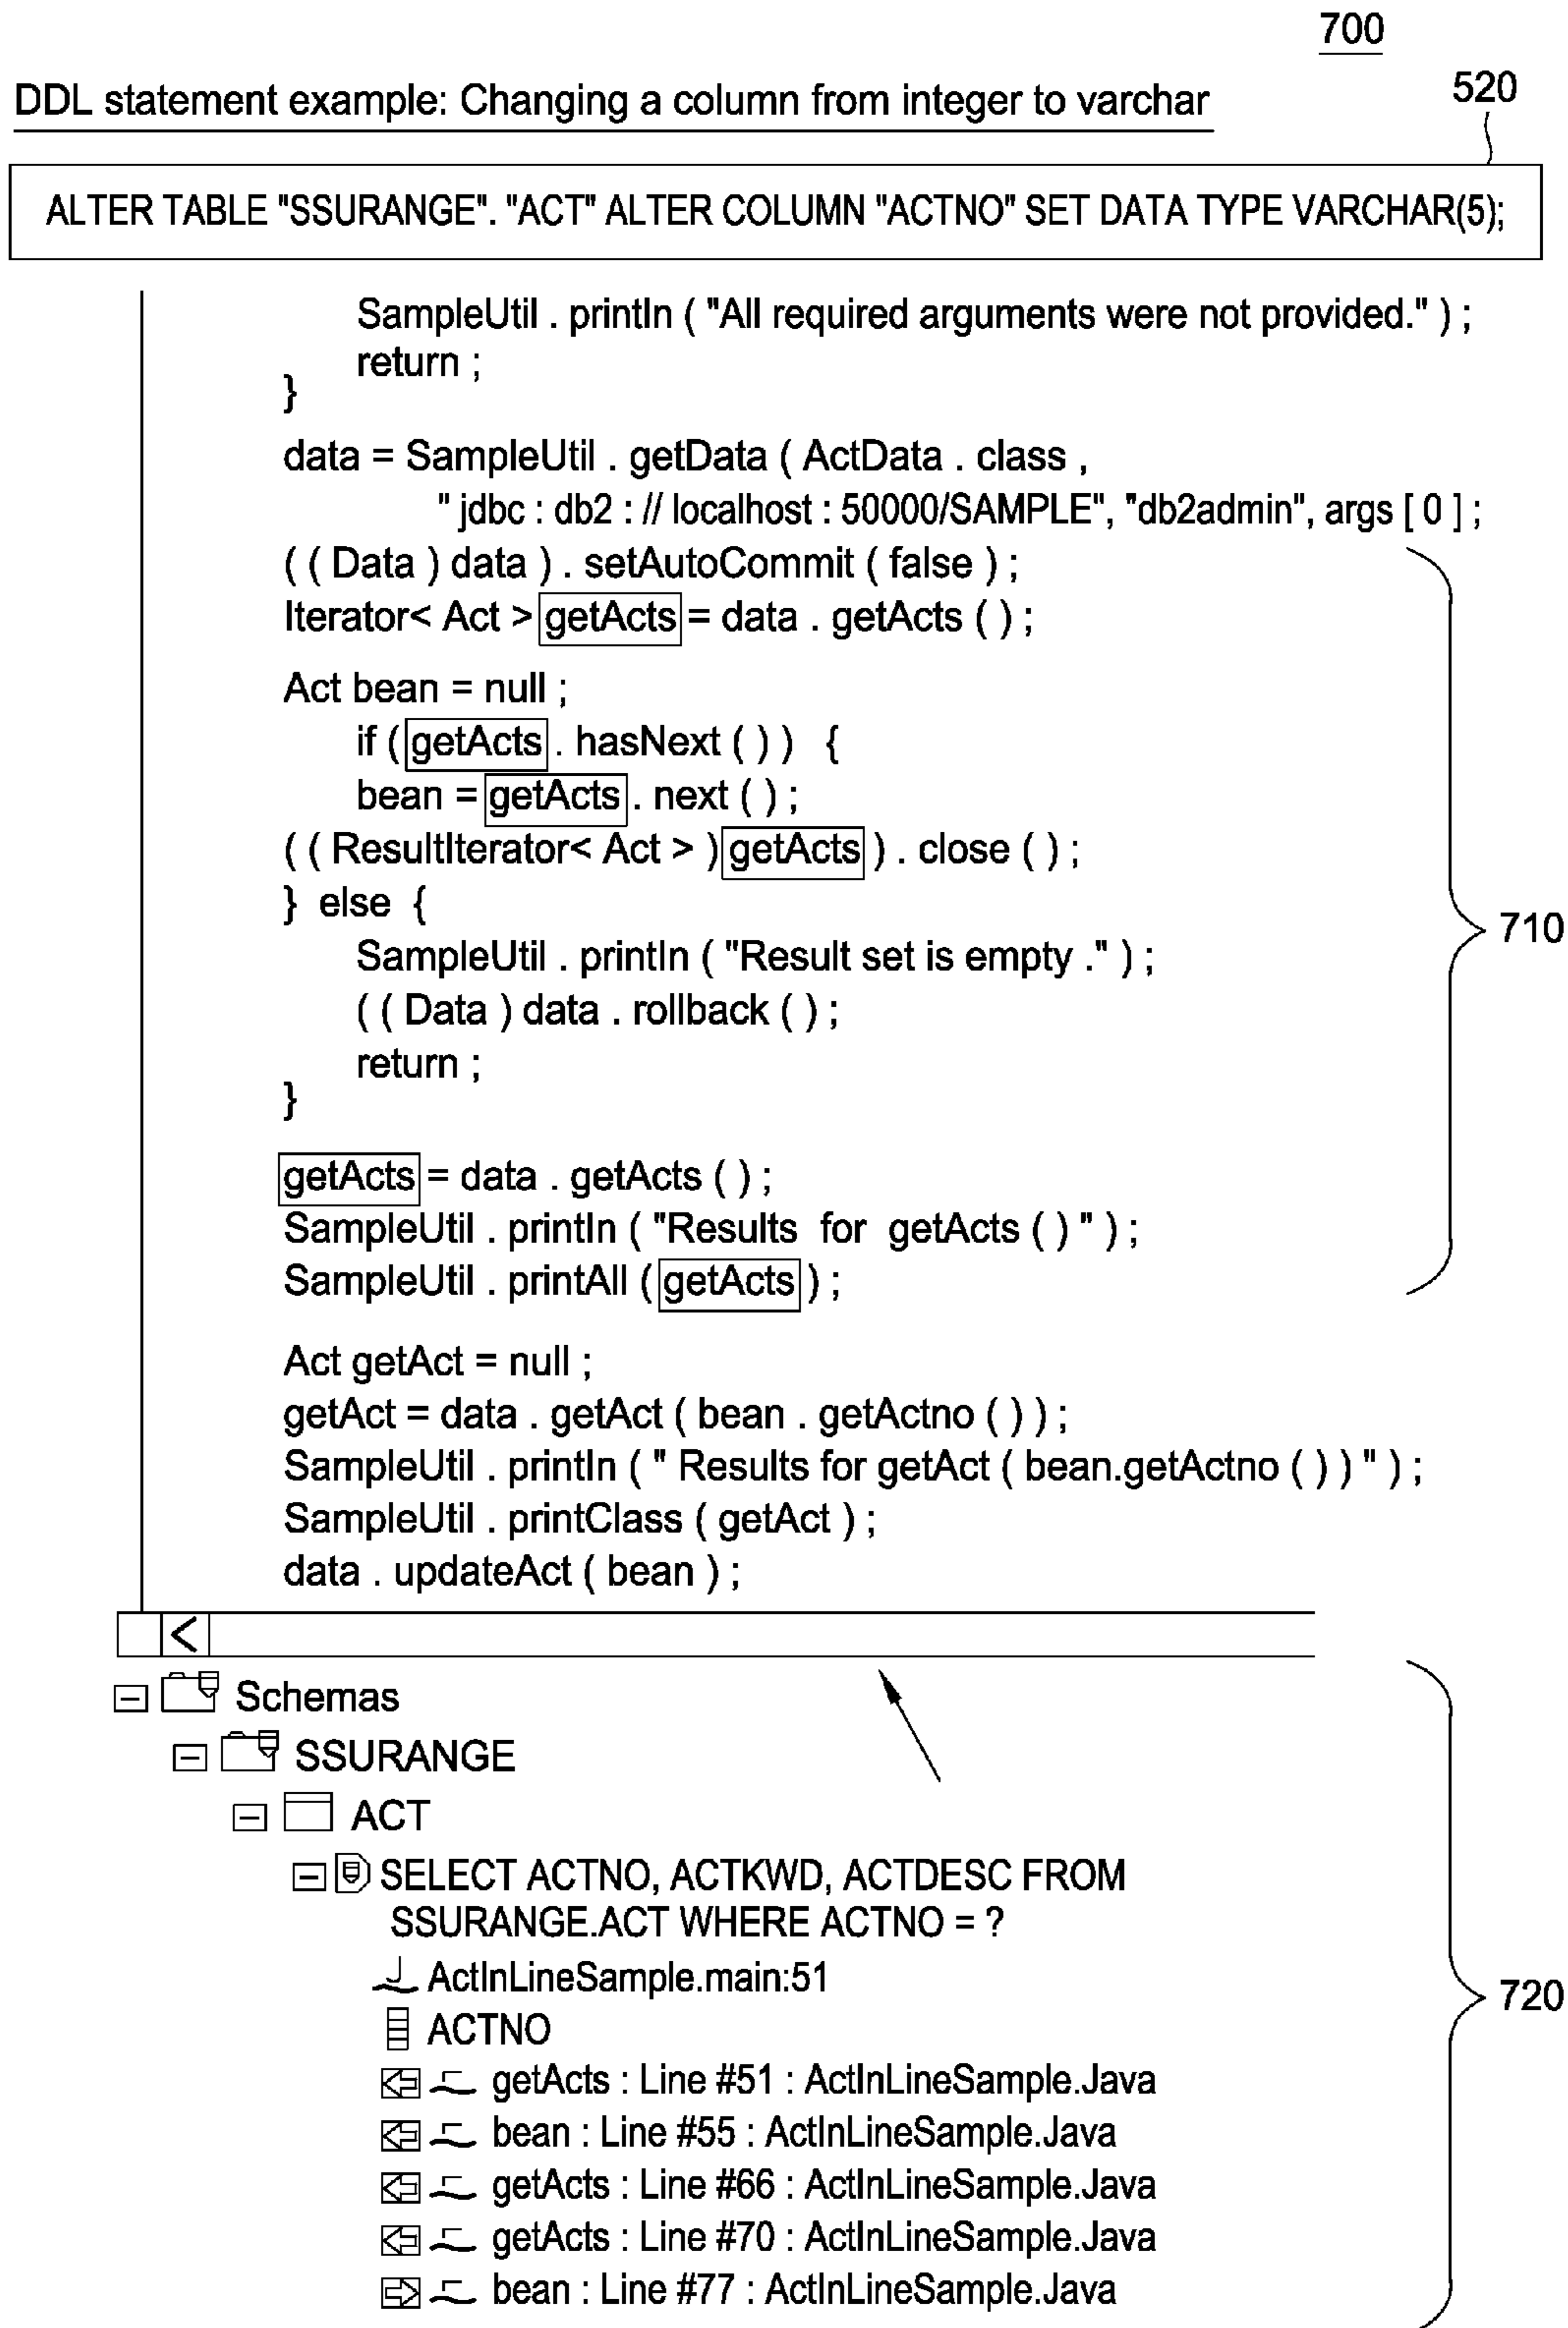 700
DDL statement example: Changing a column from integer to varchar
520
ALTER TABLE "SSURANGE". "ACT" ALTER COLUMN "ACTNO" SET DATA TYPE VARCHAR(5);
SampleUtil . println ( "All required arguments were not provided." ) ;
return ;
}
data = SampleUtil . getData ( ActData . class ,
" jdbc : db2 : // localhost : 50000/SAMPLE", "db2admin", args [ 0 ] ;
( ( Data ) data ) . setAutoCommit ( false ) ;
Iterator< Act > getActs = data . getActs ( ) ;
Act bean = null ;
if ( getActs . hasNext ( ) ) {
bean = getActs . next ( ) ;
( ( ResultIterator< Act > ) getActs ) . close ( ) ;
} else {
710
SampleUtil . println ( "Result set is empty ." ) ;
( ( Data ) data . rollback ( ) ;
return ;
}
getActs = data . getActs ( ) ;
SampleUtil . println ( "Results for getActs ( ) " ) ;
SampleUtil . printAll ( getActs ) ;
Act getAct = null ;
getAct = data . getAct ( bean . getActno ( ) ) ;
SampleUtil . println ( " Results for getAct ( bean.getActno ( ) ) " ) ;
SampleUtil . printClass ( getAct ) ;
data . updateAct ( bean ) ;
<
Schemas
SSURANGE
ACT
SELECT ACTNO, ACTKWD, ACTDESC FROM
SSURANGE.ACT WHERE ACTNO = ?
ActInLineSample.main:51
720
ACTNO
getActs : Line #51 : ActInLineSample.Java
bean : Line #55 : ActInLineSample.Java
getActs : Line #66 : ActInLineSample.Java
getActs : Line #70 : ActInLineSample.Java
bean : Line #77 : ActInLineSample.Java